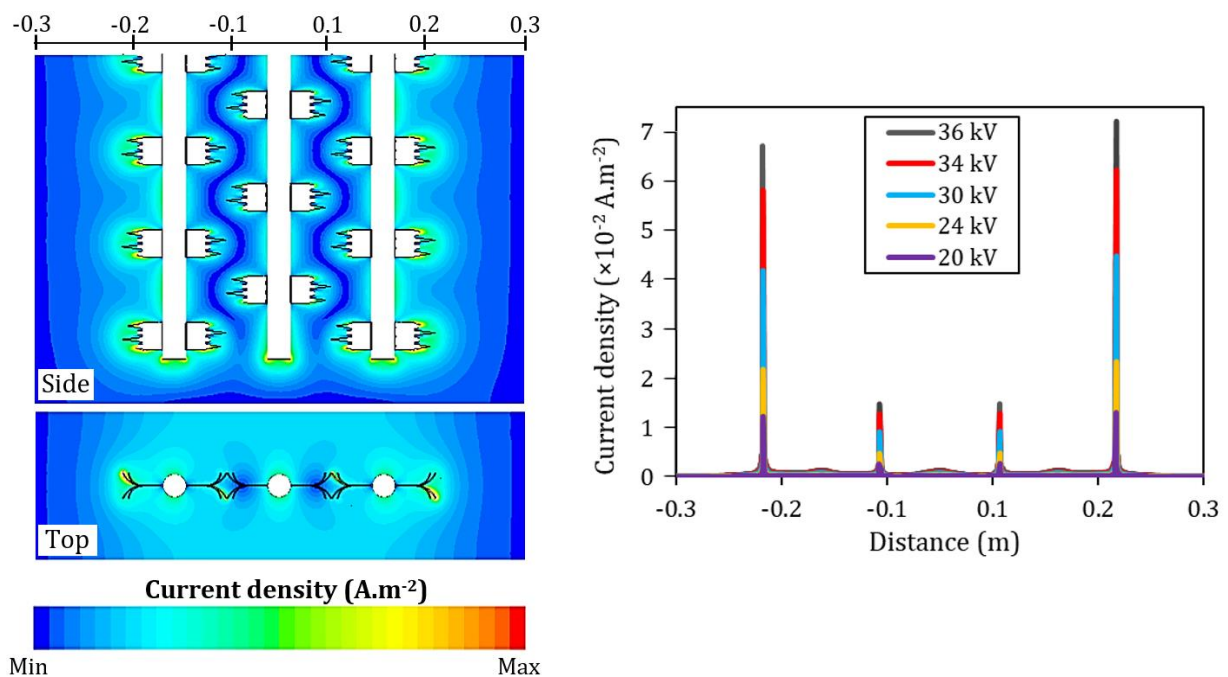 -0.3 -0.2 -0.1 0.1 0.2 0.3
Side
Top
Current density (A.m-2)
Min Max
7
6
5
4
3
2
1
0
Current density (×10-2 A.m-2)
36 kV
34 kV
30 kV
24 kV
20 kV
-0.3 -0.2 -0.1 0.1 0.2 0.3
Distance (m)